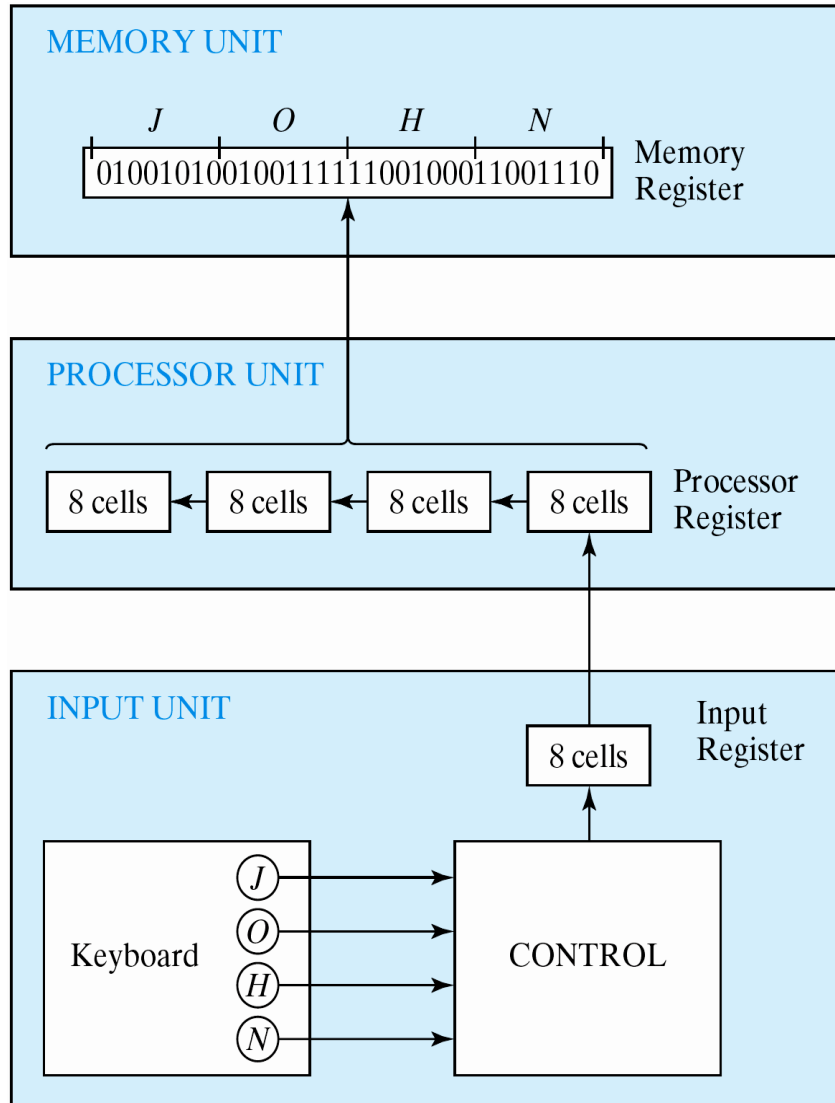 MEMORY UNIT
J O H N
01001010010011111100100011001110
Memory
Register
PROCESSOR UNIT
8 cells 8 cells 8 cells 8 cells
Processor
Register
INPUT UNIT
Input
Register
8 cells
J
O
Keyboard
CONTROL
H
N